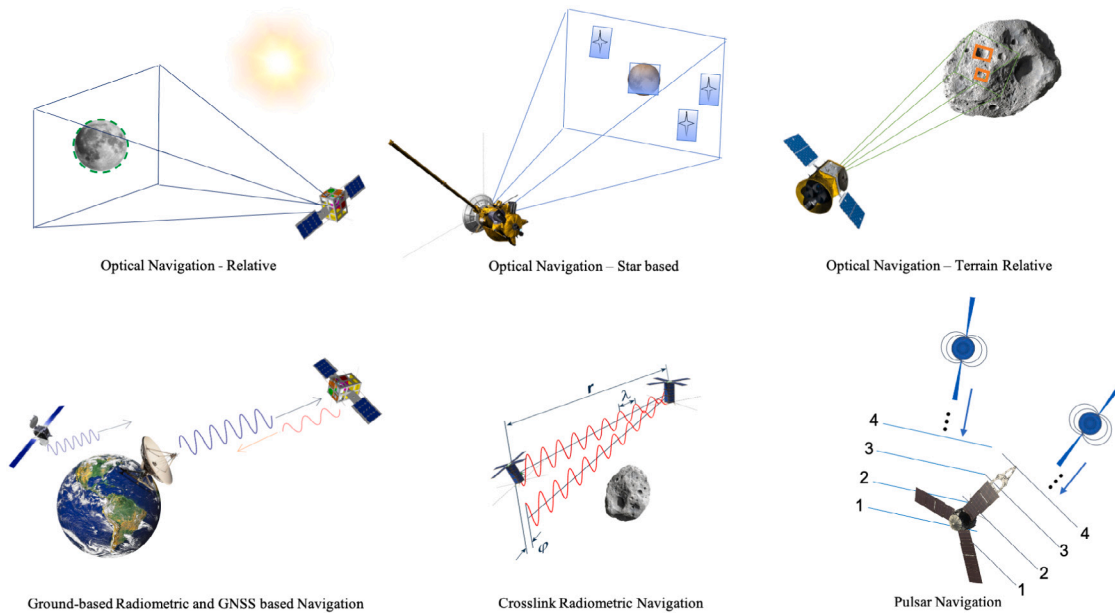 Optical Navigation - Relative
Optical Navigation – Star based
Optical Navigation – Terrain Relative
r
λ
φ
4
3
2
1
4
3
2
1
Ground-based Radiometric and GNSS based Navigation
Crosslink Radiometric Navigation
Pulsar Navigation